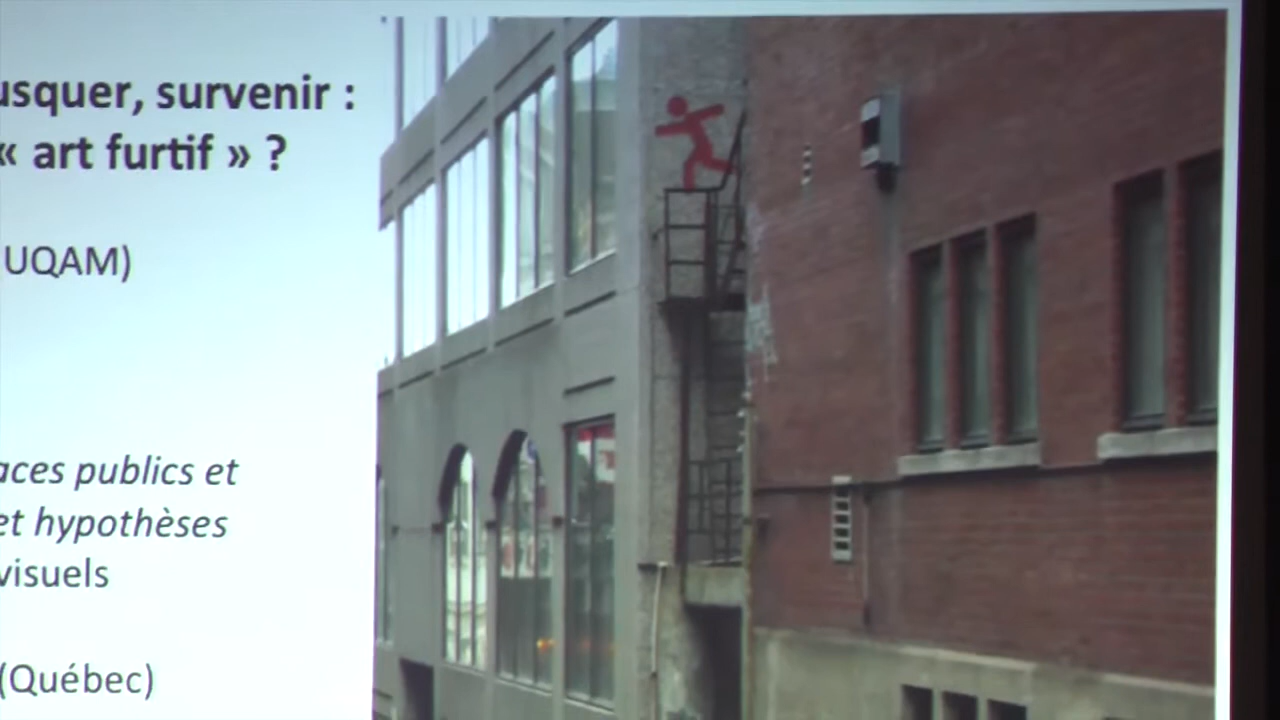 usquer, survenir :
« art furtif » ?
UQAM)
aces publics et
et hypothèses
visuels
(Québec)